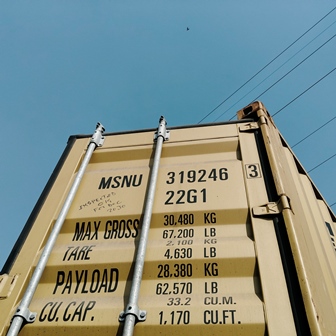 MSNU 319246 3
22G1
MAX GROSS 30.480 KG
67.200 LB
TARE 2.100 KG
4.630 LB
PAYLOAD 28.380 KG
62.570 LB
CU.CAP. 33.2 CU.M.
1.170 CU.FT.